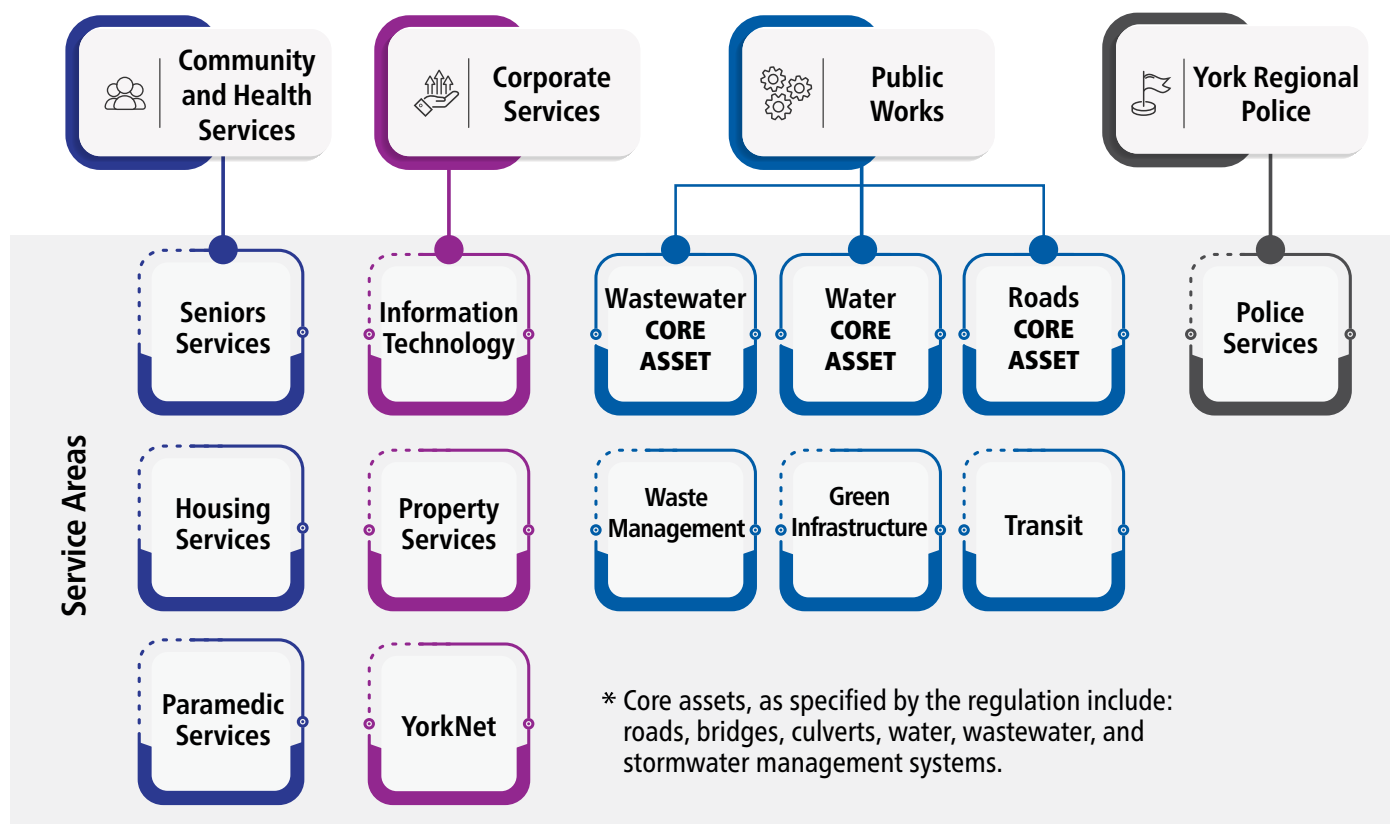 Community
and Health
Services
Corporate
Services
Public
Works
York Regional
Police
Service Areas
Seniors
Services
Information
Technology
Wastewater
CORE
ASSET
Water
CORE
ASSET
Roads
CORE
ASSET
Police
Services
Housing
Services
Property
Services
Waste
Management
Green
Infrastructure
Transit
Paramedic
Services
YorkNet
* Core assets, as specified by the regulation include:
roads, bridges, culverts, water, wastewater, and
stormwater management systems.